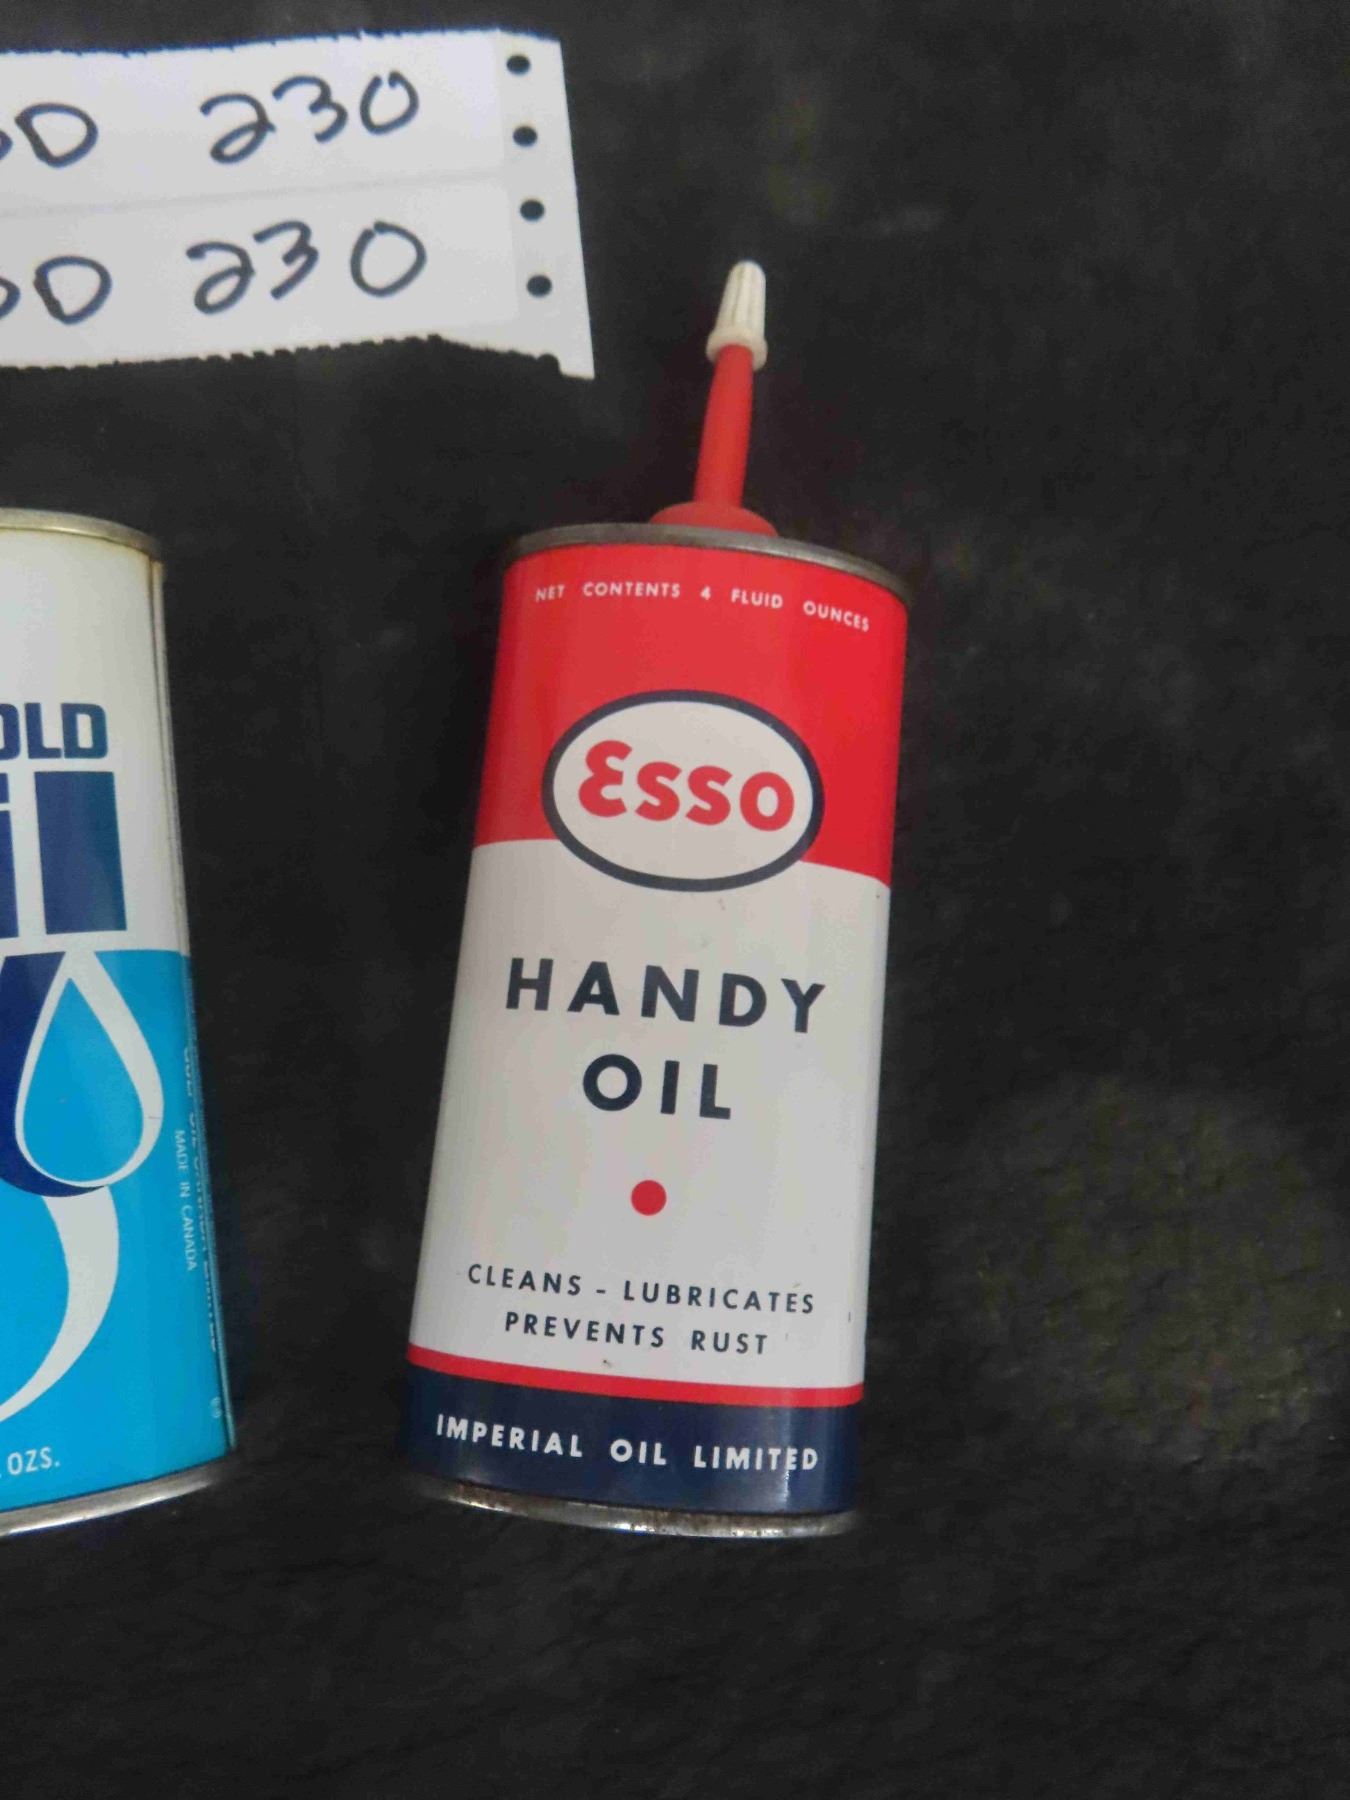 230
230
NET CONTENTS 4 FLUID OUNCES
Esso
HANDY
OIL
CLEANS - LUBRICATES
PREVENTS RUST
IMPERIAL OIL LIMITED
MADE IN CANADA
OZS.